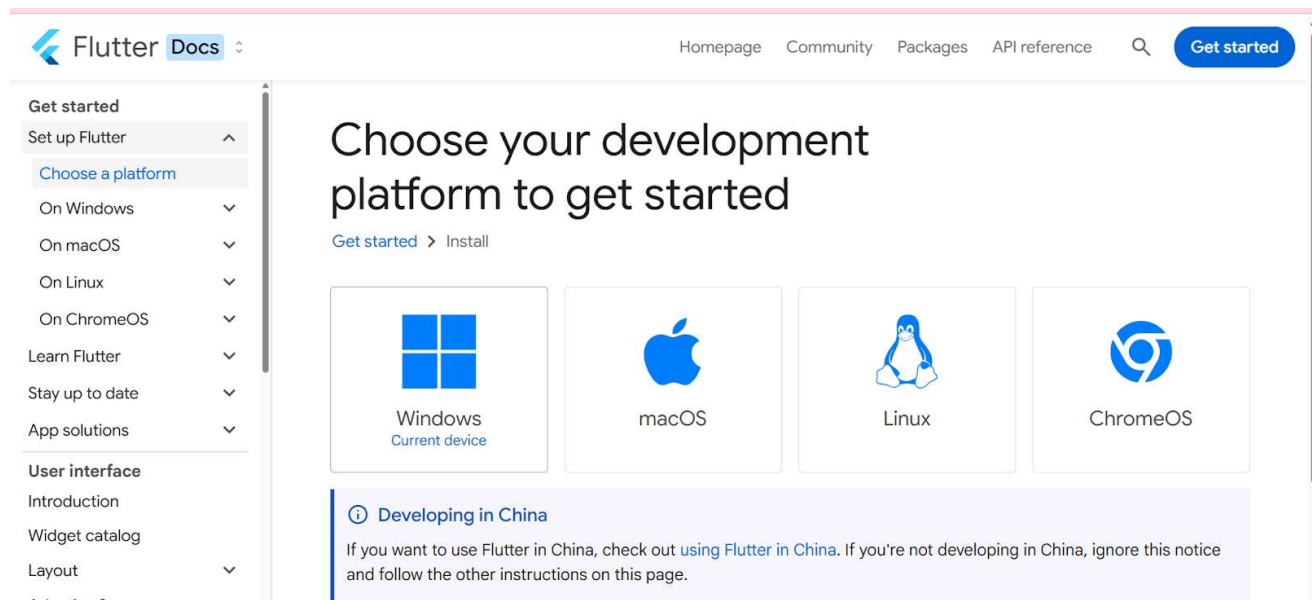 Flutter Docs
Homepage Community Packages API reference Get started
Get started
Set up Flutter
Choose a platform
On Windows
On macOS
On Linux
On ChromeOS
Learn Flutter
Stay up to date
App solutions
User interface
Introduction
Widget catalog
Layout
Choose your development
platform to get started
Get started > Install
Windows
Current device
macOS
Linux
ChromeOS
Developing in China
If you want to use Flutter in China, check out using Flutter in China. If you're not developing in China, ignore this notice
and follow the other instructions on this page.